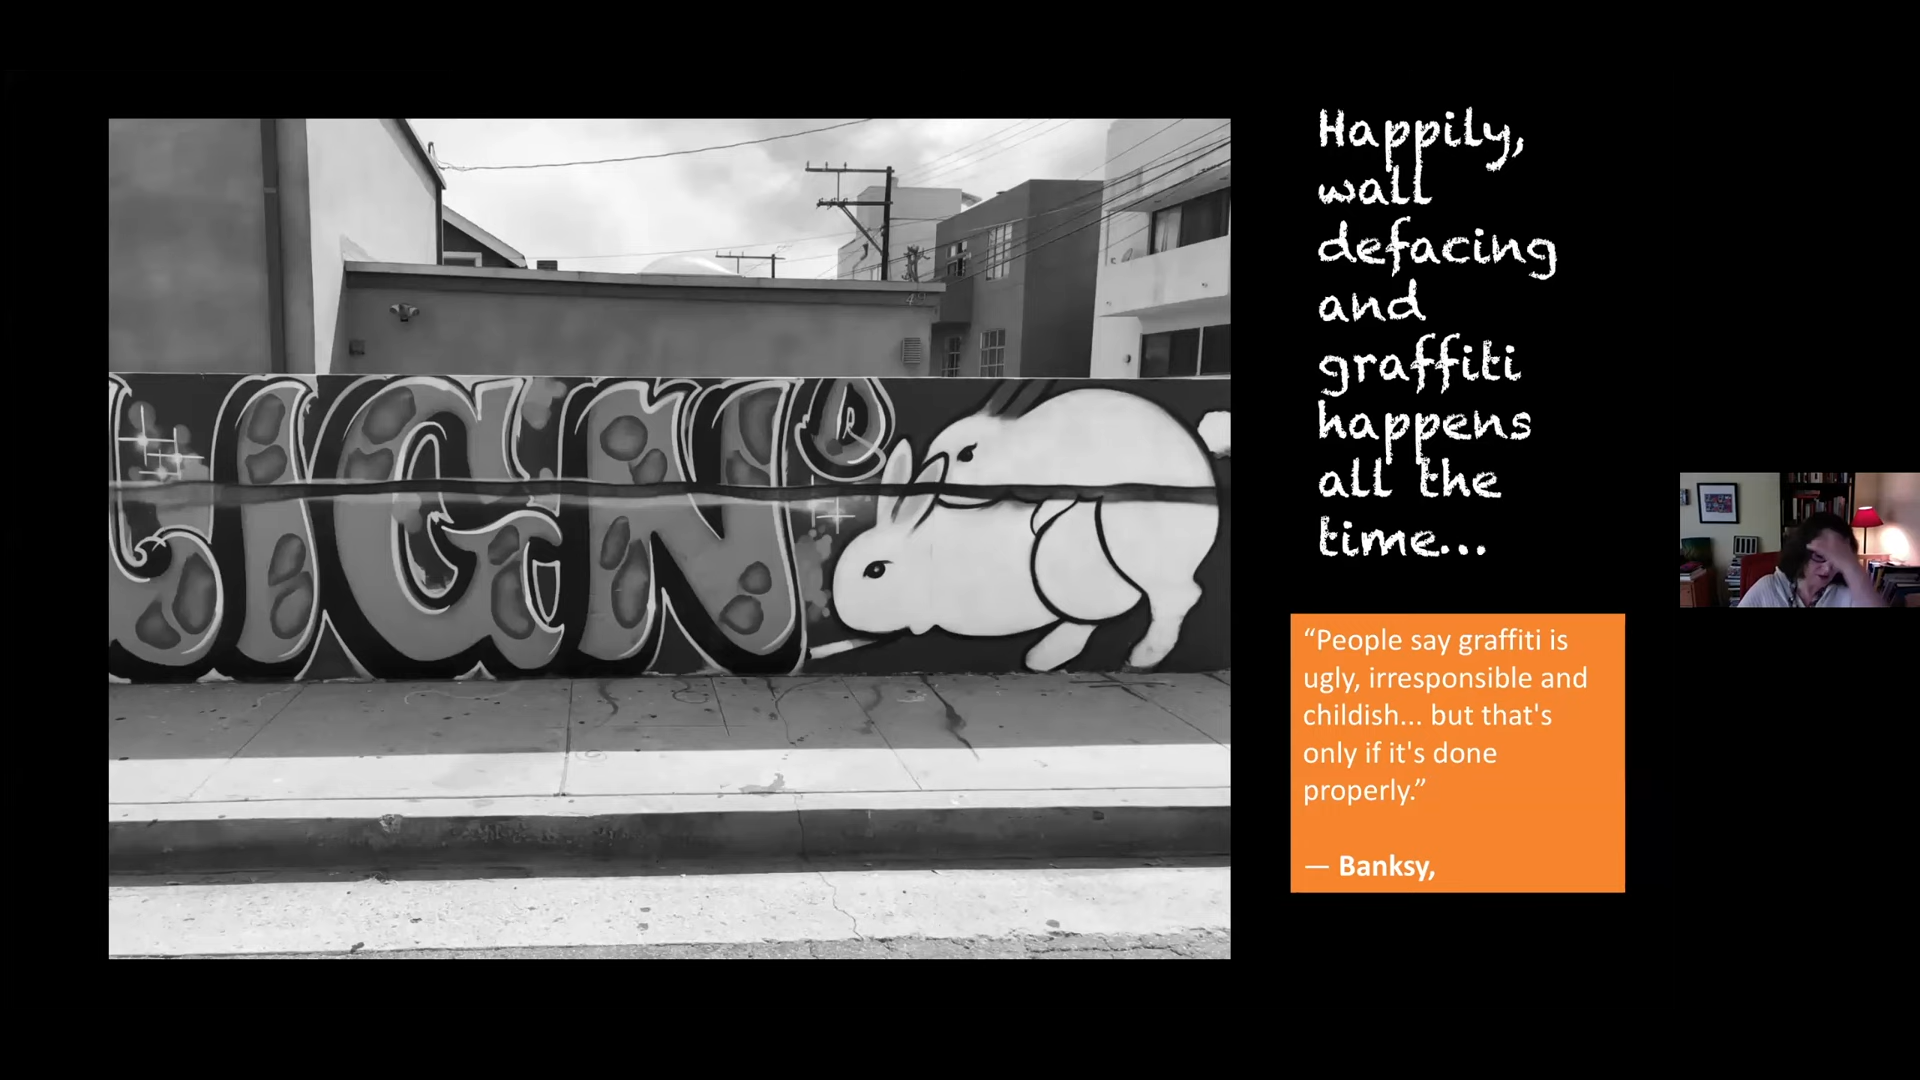 Happily,
wall
defacing
and
graffiti
happens
all the
time...
“People say graffiti is
ugly, irresponsible and
childish... but that's
only if it's done
properly.”
— Banksy,